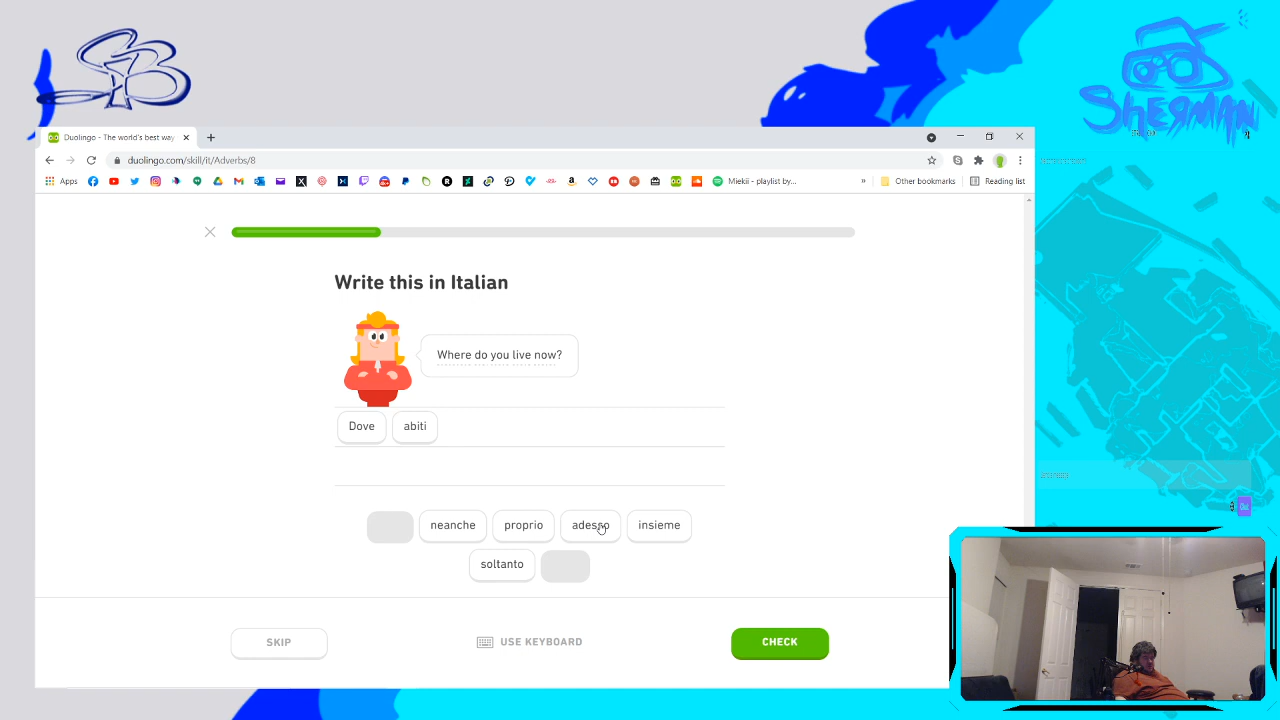 SHERMAN
Duolingo - The world's best way
duolingo.com/skill/it/Adverbs/8
Apps
Miekii - playlist by...
»
Other bookmarks
Reading list
Write this in Italian
Where do you live now?
Dove abiti
neanche proprio adesso insieme
soltanto
SKIP
USE KEYBOARD
CHECK